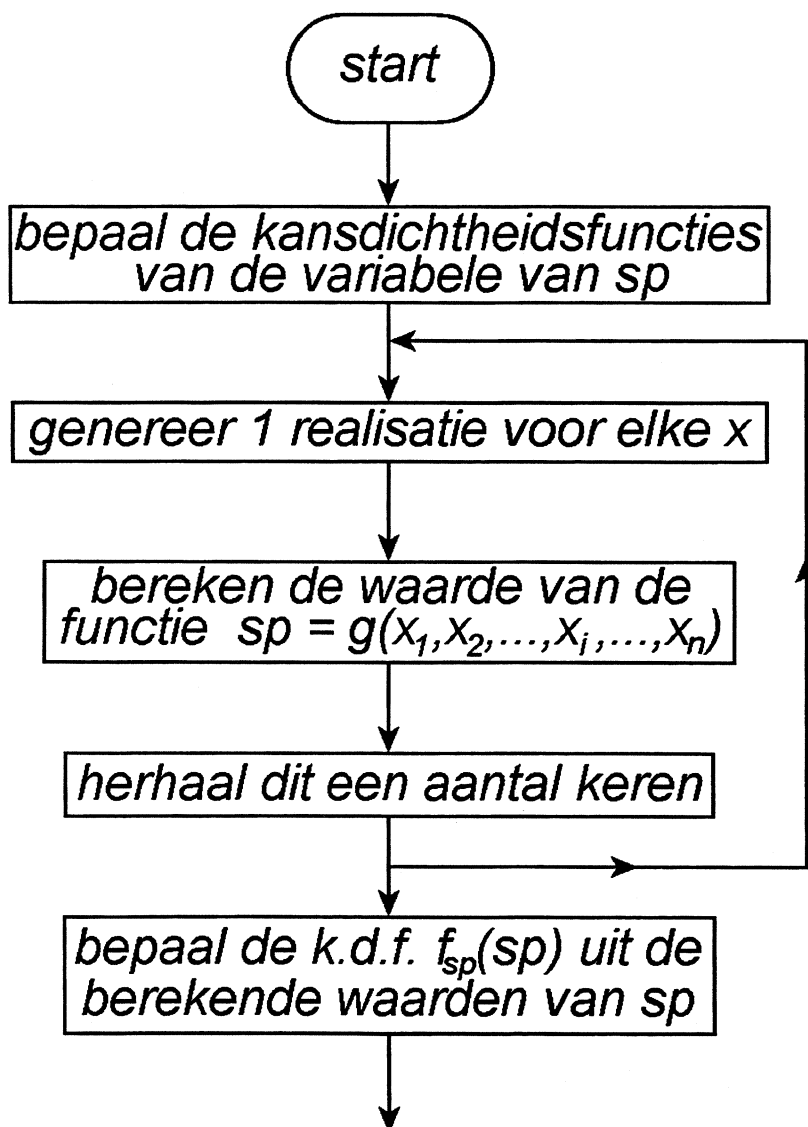 start
bepaal de kansdichtheidsfuncties
van de variabele van sp
genereer 1 realisatie voor elke x
bereken de waarde van de
functie sp = g(x₁,x₂,...,xᵢ,...,xₙ)
herhaal dit een aantal keren
bepaal de k.d.f. fₛₚ(sp) uit de
berekende waarden van sp